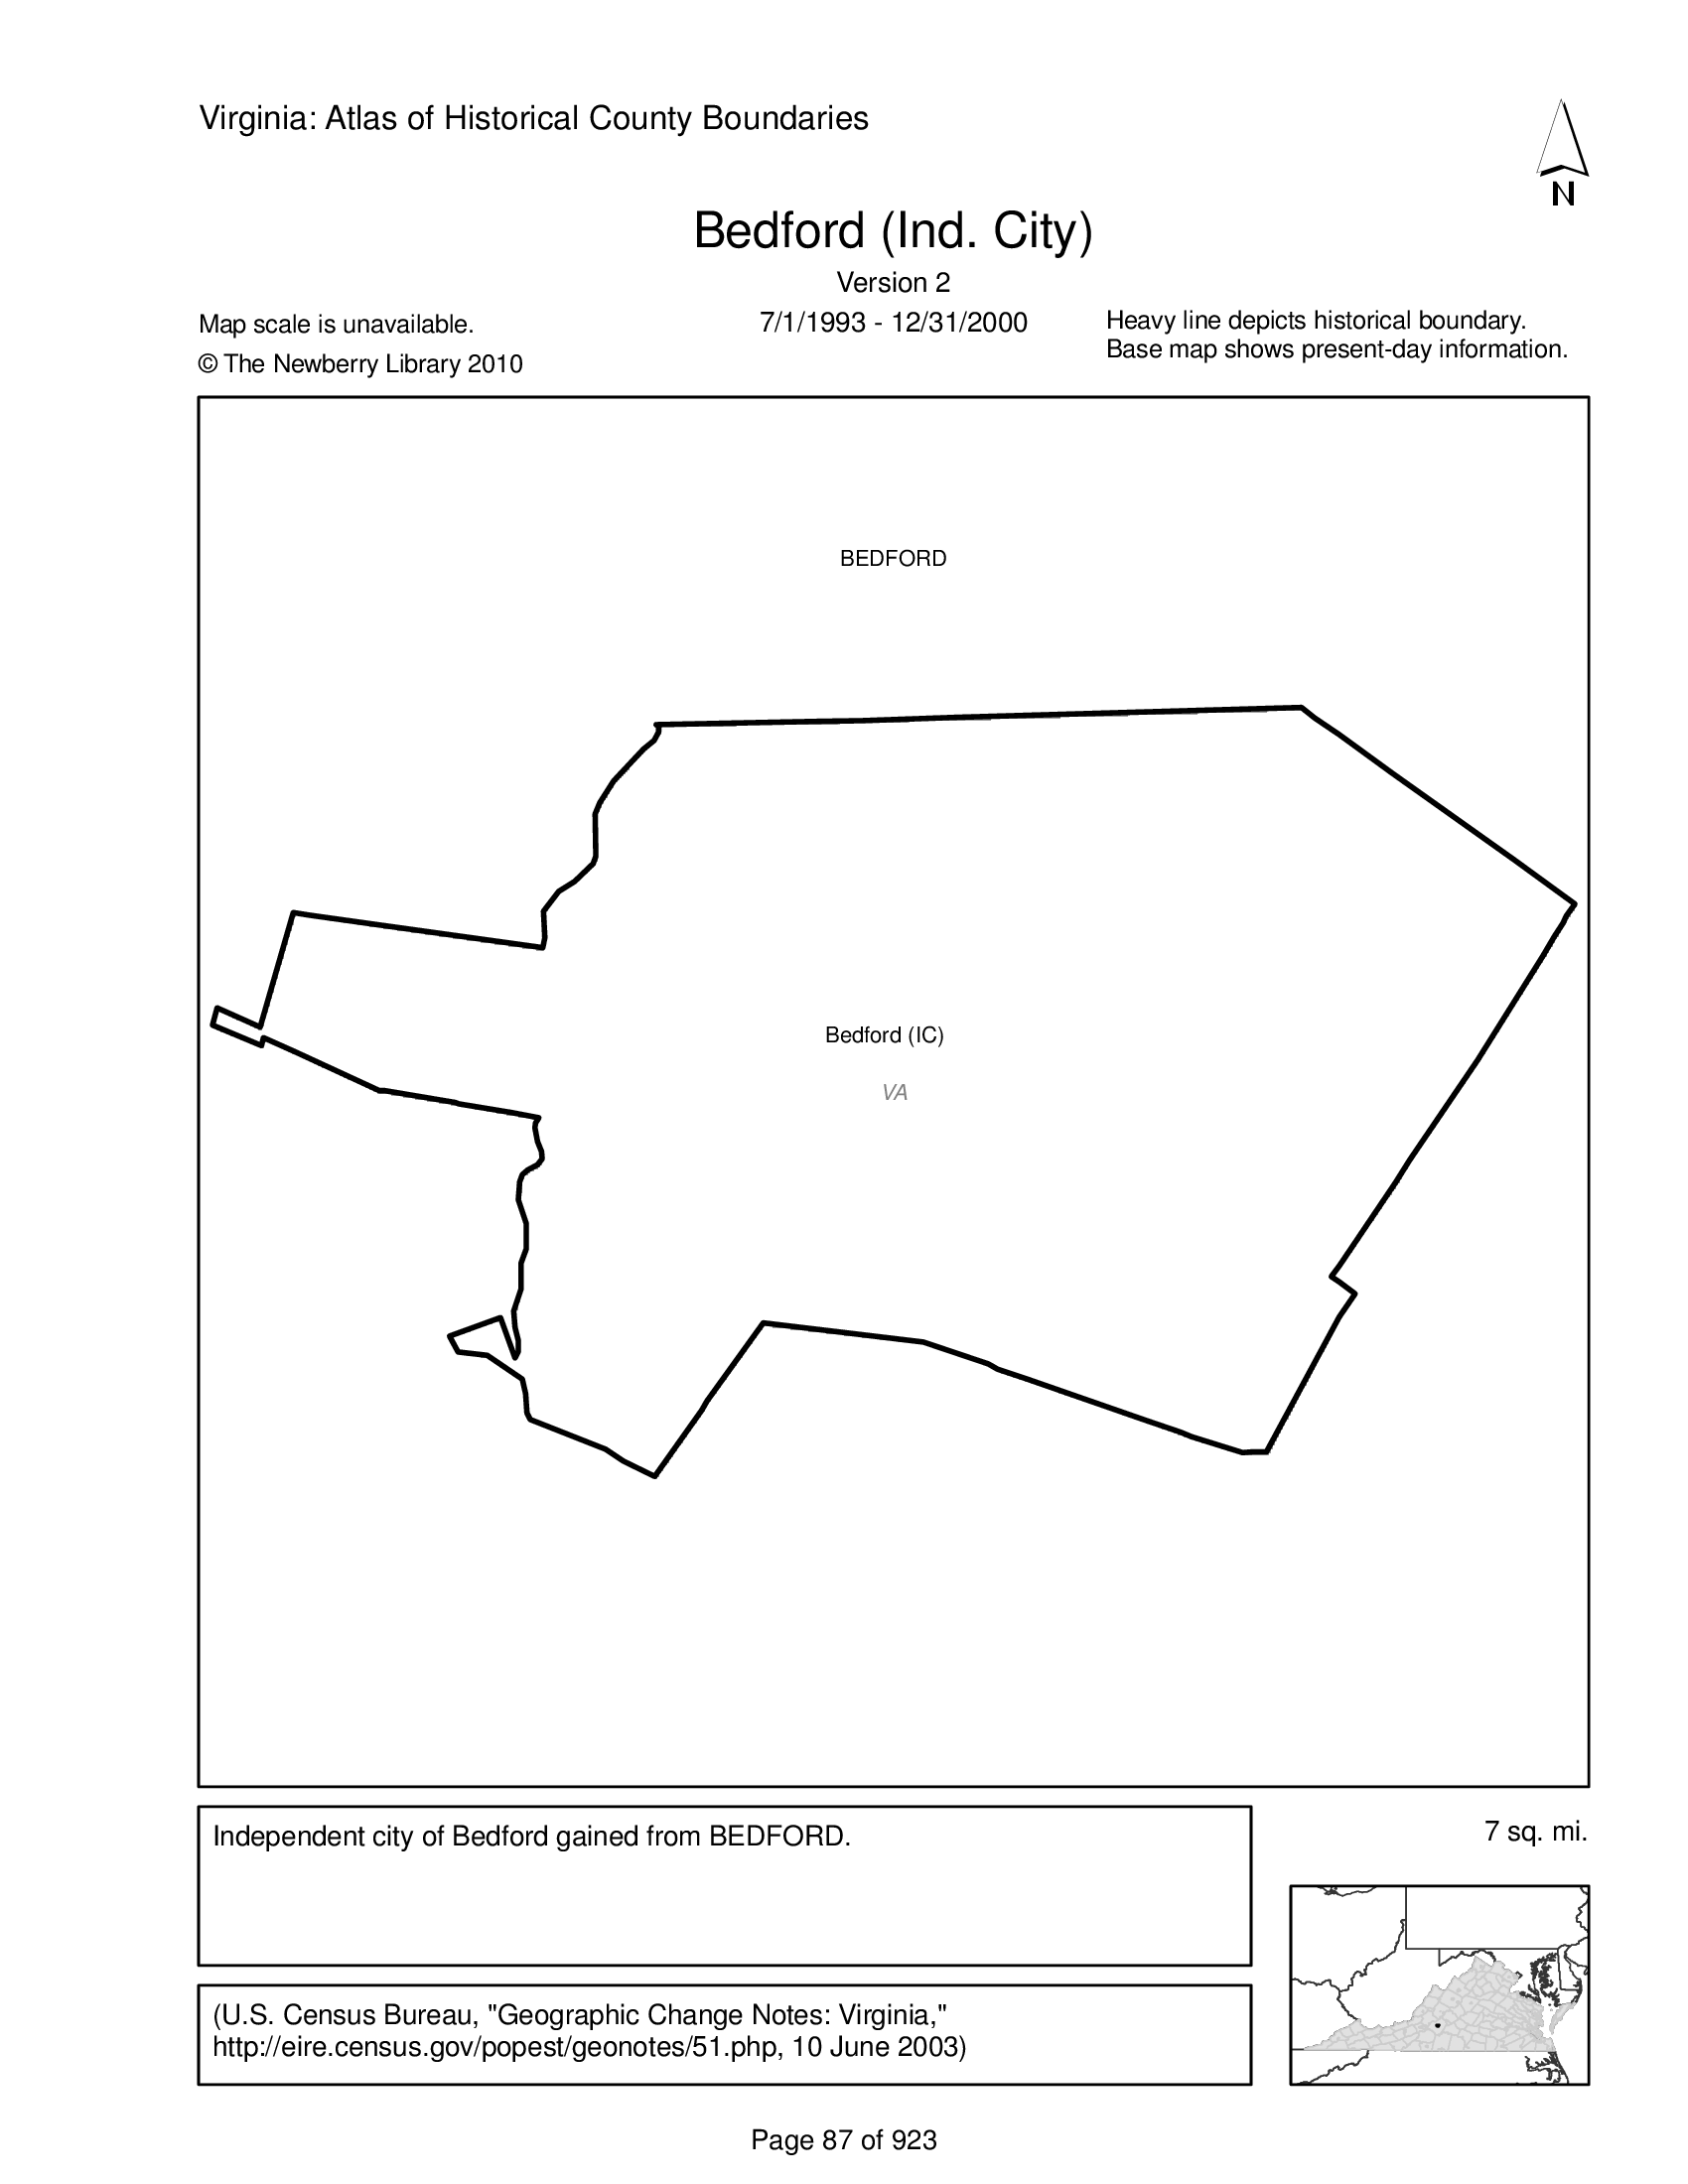 Virginia: Atlas of Historical County Boundaries
N
Bedford (Ind. City)
Version 2
Map scale is unavailable.
7/1/1993 - 12/31/2000
Heavy line depicts historical boundary.
© The Newberry Library 2010
Base map shows present-day information.
BEDFORD
Bedford (IC)
VA
Independent city of Bedford gained from BEDFORD.
7 sq. mi.
(U.S. Census Bureau, "Geographic Change Notes: Virginia,"
http://eire.census.gov/popest/geonotes/51.php, 10 June 2003)
Page 87 of 923